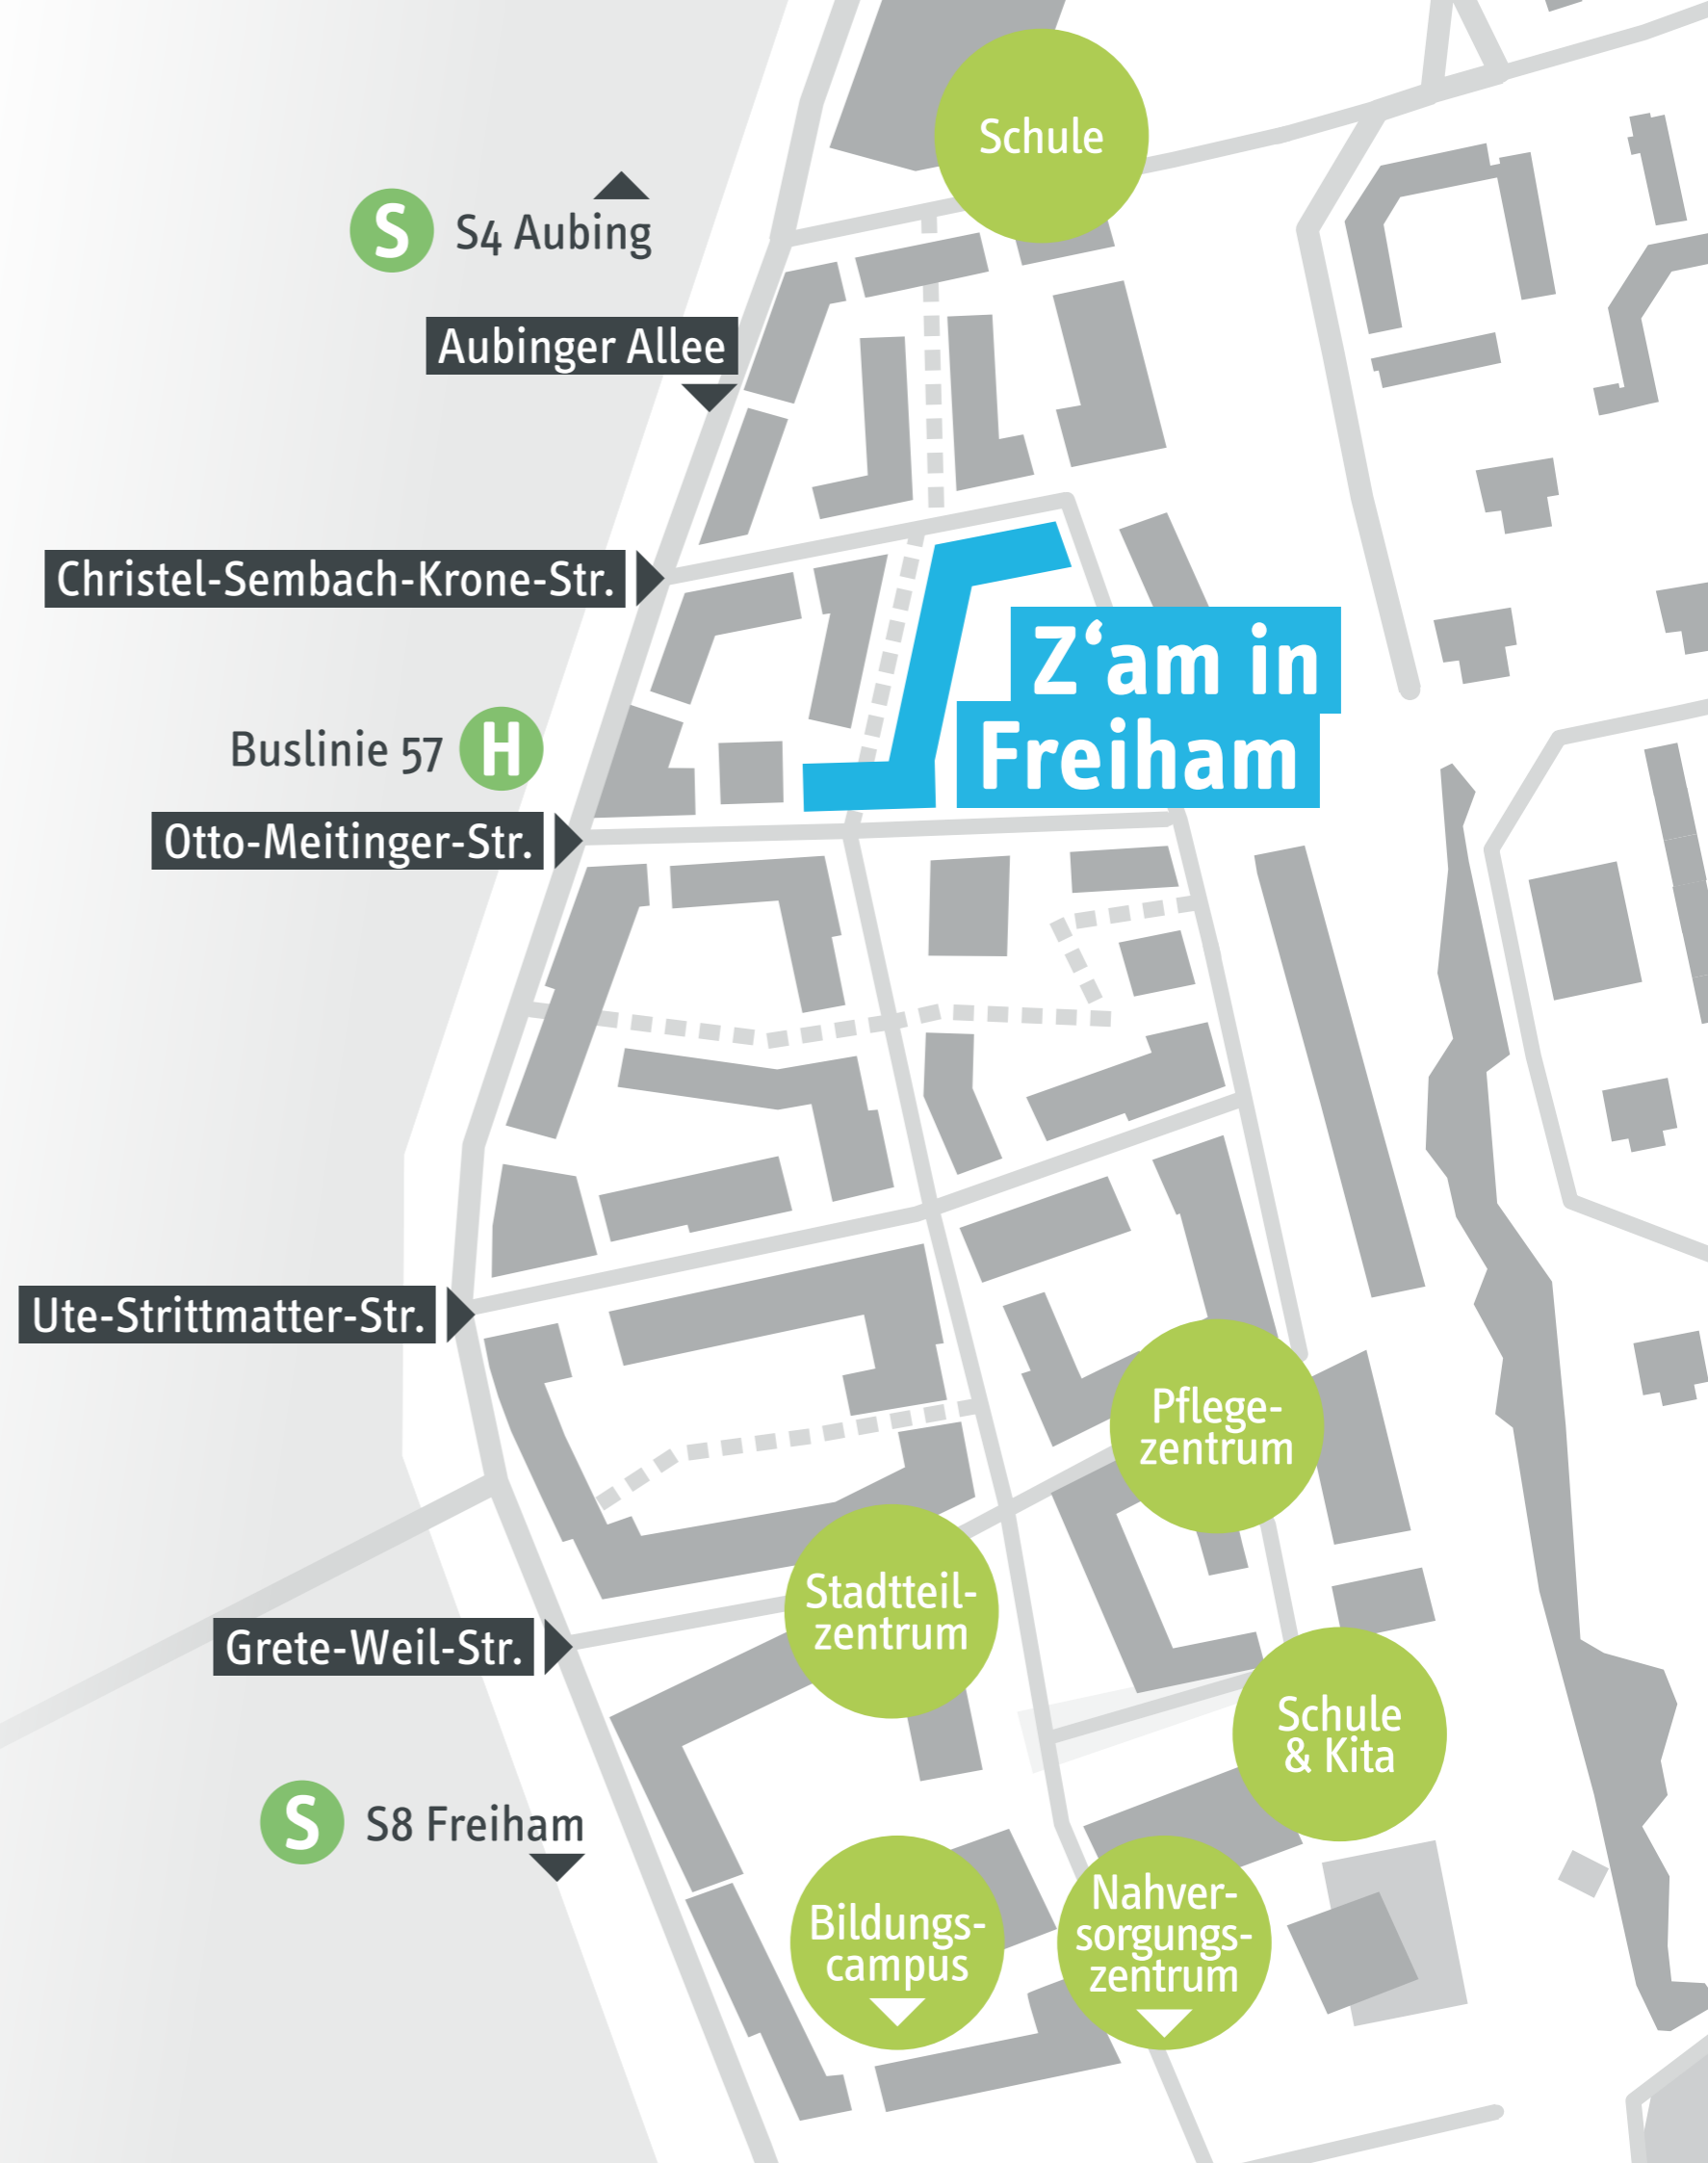 Schule
S S4 Aubing
Aubinger Allee
Christel-Sembach-Krone-Str.
Z‘am in
Freiham
Buslinie 57 H
Otto-Meitinger-Str.
Ute-Strittmatter-Str.
Pflege-
zentrum
Stadtteil-
zentrum
Grete-Weil-Str.
Schule
& Kita
S S8 Freiham
Bildungs-
campus
Nahver-
sorgungs-
zentrum